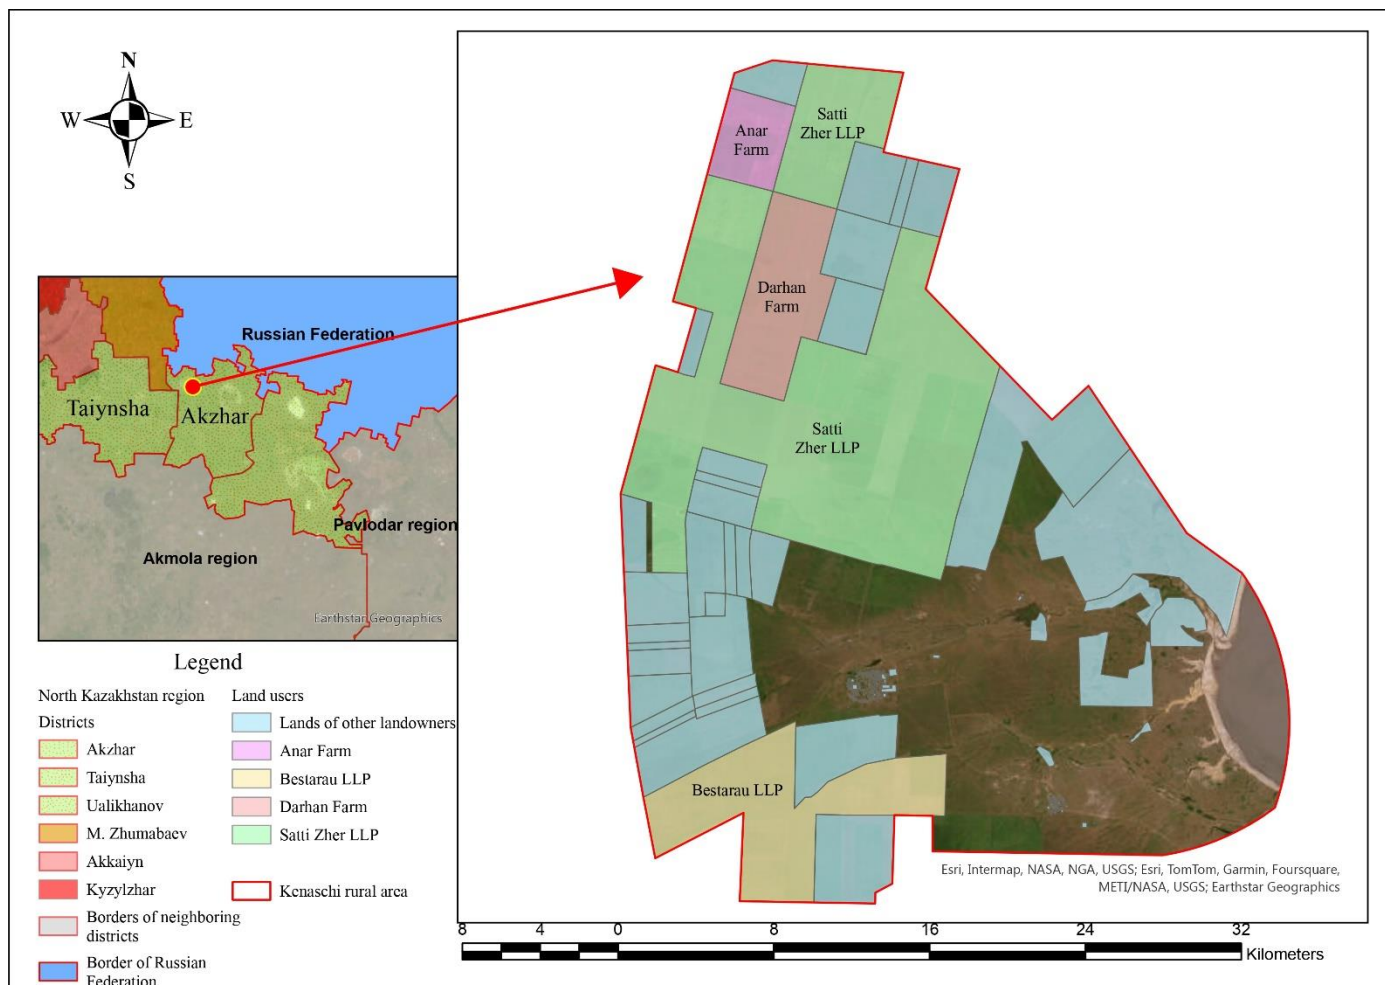 N
W
E
S
Russian Federation
Taiynsha
Akzhar
Pavlodar region
Akmola region
Earthstar Geographics
Legend
North Kazakhstan region
Districts
Akzhar
Taiynsha
Ualikhanov
M. Zhumabaev
Akkaiyn
Kyzylzhar
Borders of neighboring
districts
Border of Russian
Federation
Land users
Lands of other landowners
Anar Farm
Bestarau LLP
Darhan Farm
Satti Zher LLP
Kenaschi rural area
Anar
Farm
Satti
Zher LLP
Darhan
Farm
Satti
Zher LLP
Bestarau LLP
Esri, Intermap, NASA, NGA, USGS; Esri, TomTom, Garmin, Foursquare,
METI/NASA, USGS; Earthstar Geographics
8 4 0 8 16 24 32
Kilometers